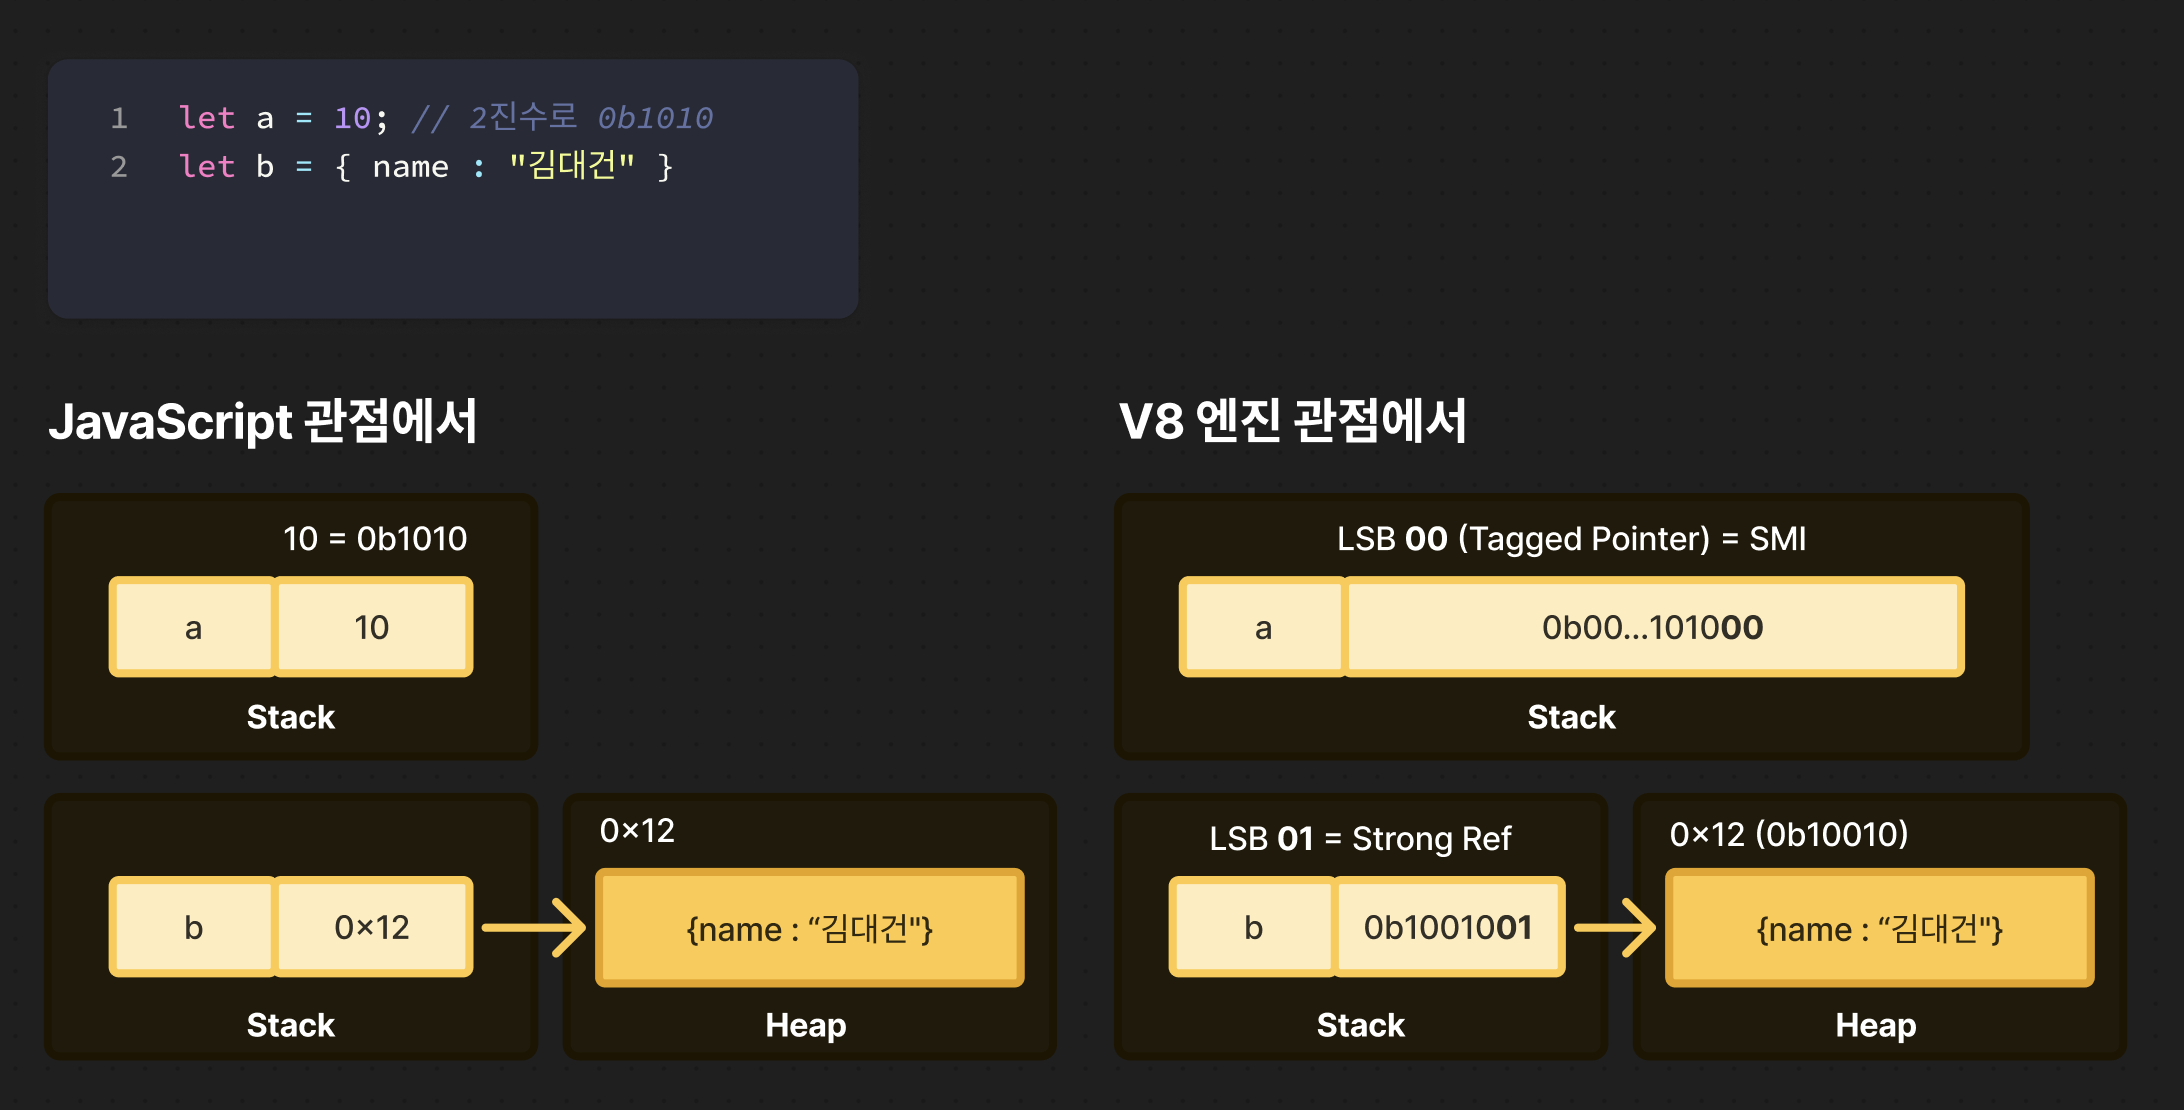 1 let a = 10; // 2진수로 0b1010
2 let b = { name : "김대건" }
JavaScript 관점에서
10 = 0b1010
a 10
Stack
b 0×12
Stack
0×12
{name : “김대건"}
Heap
V8 엔진 관점에서
LSB 00 (Tagged Pointer) = SMI
a 0b00...101000
Stack
LSB 01 = Strong Ref
b 0b1001001
Stack
0×12 (0b10010)
{name : “김대건"}
Heap